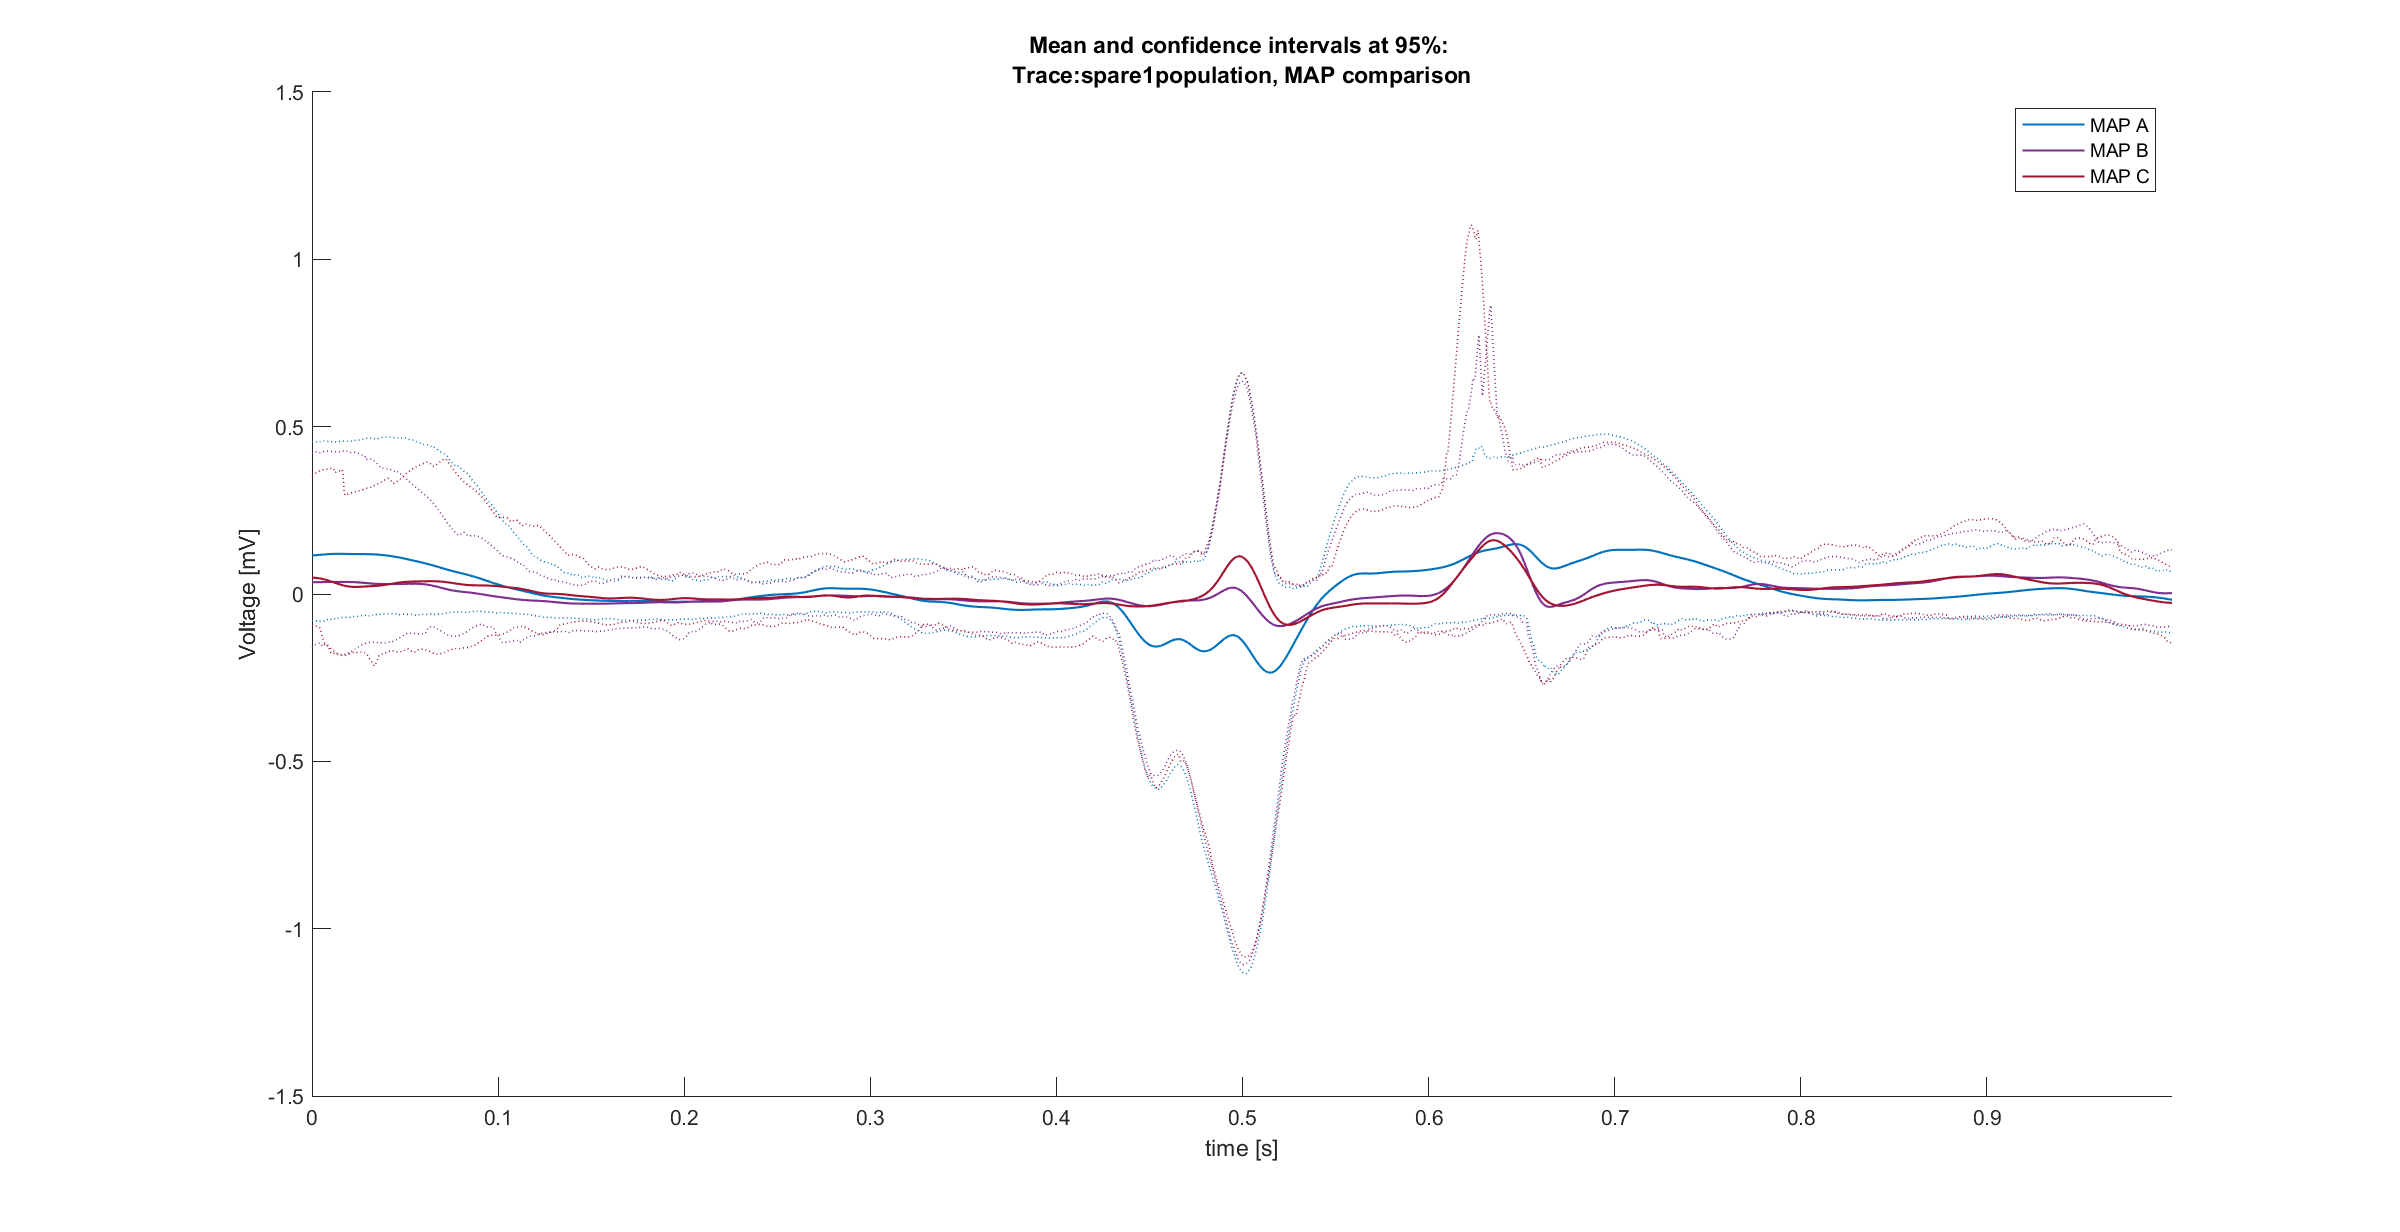 Mean and confidence intervals at 95%:
Trace:spare1population, MAP comparison
1.5
1
0.5
0
-0.5
-1
-1.5
Voltage [mV]
MAP A
MAP B
MAP C
0 0.1 0.2 0.3 0.4 0.5 0.6 0.7 0.8 0.9
time [s]